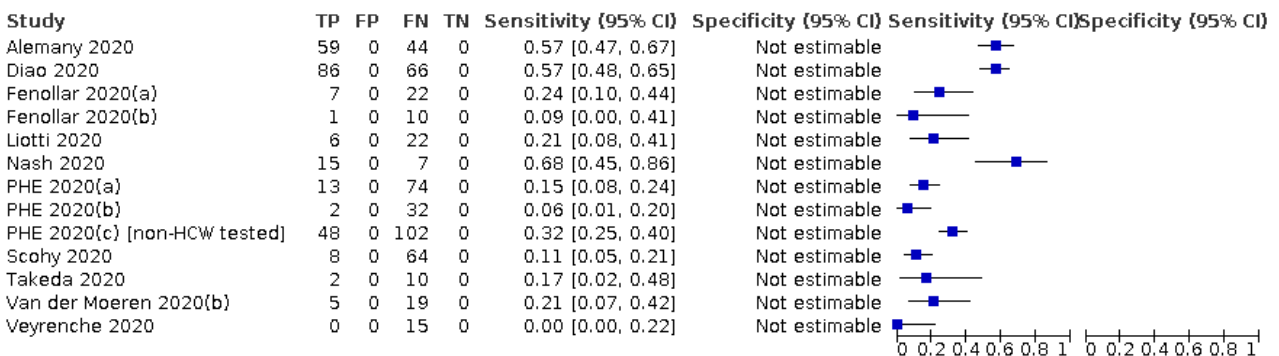 Study TP FP FN TN Sensitivity (95% CI) Specificity (95% CI) Sensitivity (95% CI) Specificity (95% CI)
Alemany 2020 59 0 44 0 0.57 [0.47, 0.67] Not estimable
Diao 2020 86 0 66 0 0.57 [0.48, 0.65] Not estimable
Fenollar 2020(a) 7 0 22 0 0.24 [0.10, 0.44] Not estimable
Fenollar 2020(b) 1 0 10 0 0.09 [0.00, 0.41] Not estimable
Liotti 2020 6 0 22 0 0.21 [0.08, 0.41] Not estimable
Nash 2020 15 0 7 0 0.68 [0.45, 0.86] Not estimable
PHE 2020(a) 13 0 74 0 0.15 [0.08, 0.24] Not estimable
PHE 2020(b) 2 0 32 0 0.06 [0.01, 0.20] Not estimable
PHE 2020(c) [non-HCW tested] 48 0 102 0 0.32 [0.25, 0.40] Not estimable
Scohy 2020 8 0 64 0 0.11 [0.05, 0.21] Not estimable
Takeda 2020 2 0 10 0 0.17 [0.02, 0.48] Not estimable
Van der Moeren 2020(b) 5 0 19 0 0.21 [0.07, 0.42] Not estimable
Veyrenche 2020 0 0 15 0 0.00 [0.00, 0.22] Not estimable
0 0.2 0.4 0.6 0.8 1 0 0.2 0.4 0.6 0.8 1